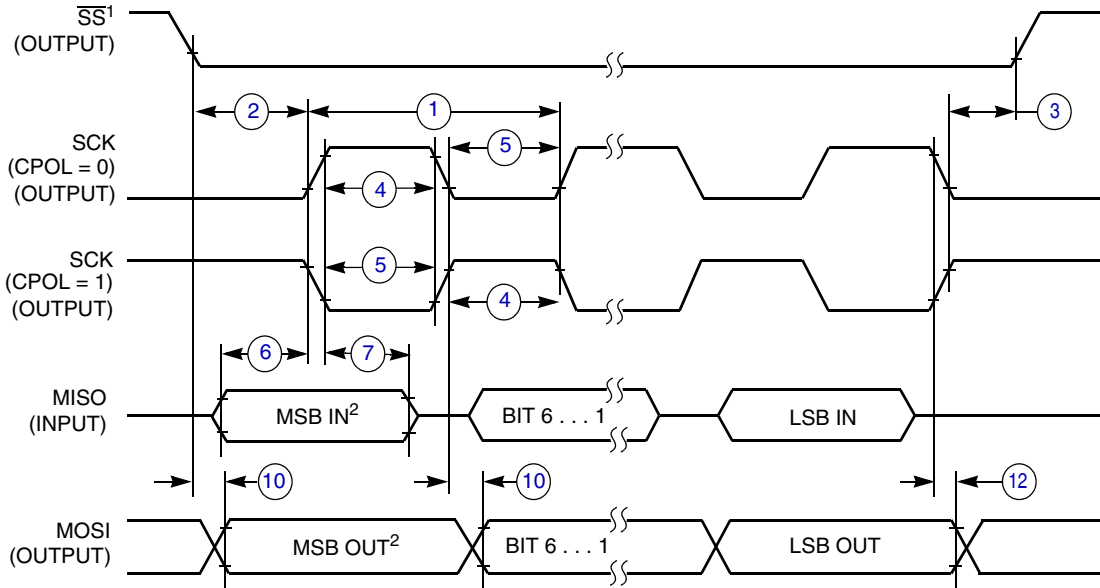 SS¹
(OUTPUT)
2
1
3
SCK
(CPOL = 0)
(OUTPUT)
5
4
SCK
(CPOL = 1)
(OUTPUT)
5
4
6
7
MISO
(INPUT)
MSB IN²
BIT 6 . . . 1
LSB IN
10
10
12
MOSI
(OUTPUT)
MSB OUT²
BIT 6 . . . 1
LSB OUT